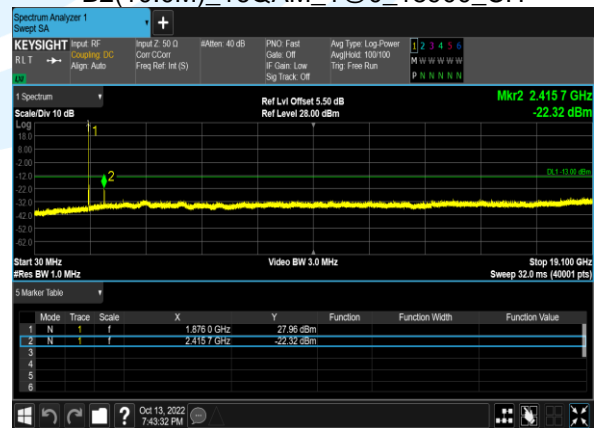 Spectrum Analyzer 1
Swept SA
+
KEYSIGHT
Input: RF
Coupling: DC
Align: Auto
Input Z: 50 Ω
Corr CCorr
Freq Ref: Int (S)
#Atten: 40 dB
PNO: Fast
Gate: Off
IF Gain: Low
Sig Track: Off
Avg Type: Log-Power
Avg|Hold: 100/100
Trig: Free Run
1 2 3 4 5 6
M W W W W W
P N N N N N
R L T
LV
1 Spectrum
Scale/Div 10 dB
Ref Lvl Offset 5.50 dB
Ref Level 28.00 dBm
Mkr2 2.415 7 GHz
-22.32 dBm
Log
18.0
8.00
-2.00
-12.0
-22.0
-32.0
-42.0
-52.0
-62.0
1
2
DL1 -13.00 dBm
Start 30 MHz
Video BW 3.0 MHz
Stop 19.100 GHz
#Res BW 1.0 MHz
Sweep 32.0 ms (40001 pts)
5 Marker Table
Mode Trace Scale X Y Function Function Width Function Value
1 N 1 f 1.876 0 GHz 27.96 dBm
2 N 1 f 2.415 7 GHz -22.32 dBm
3
4
5
6
?
Oct 13, 2022
7:43:32 PM